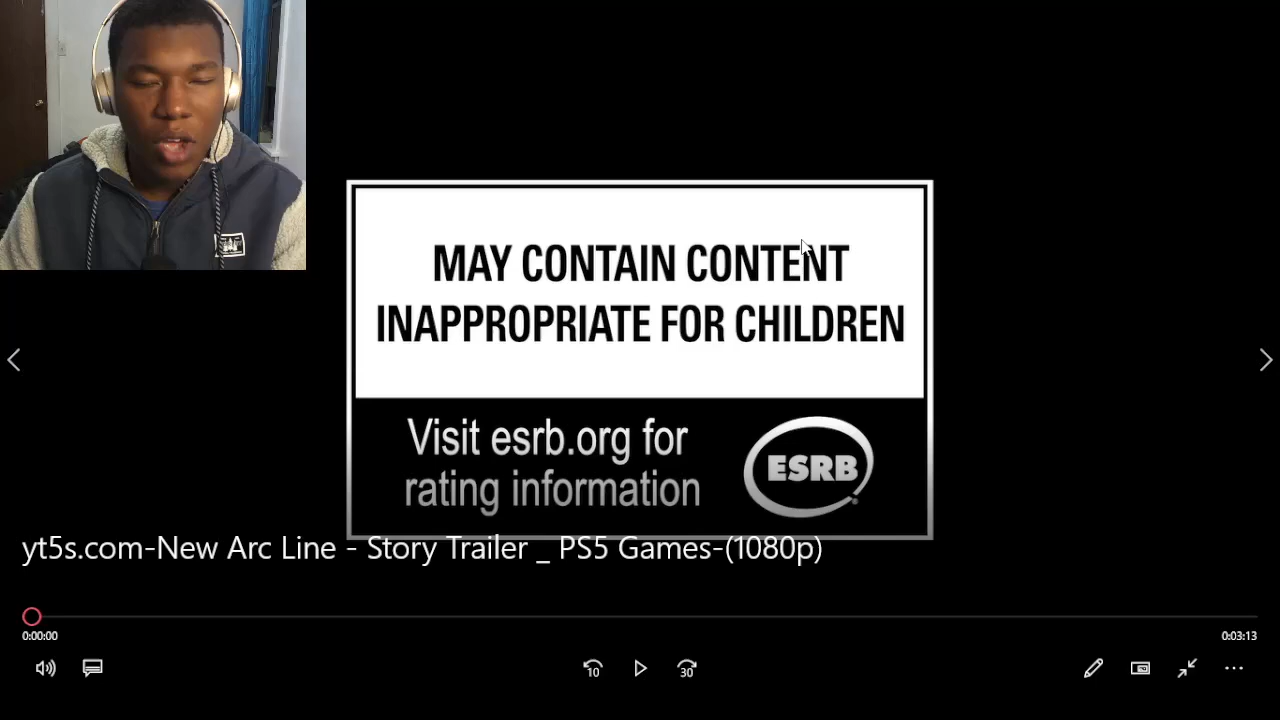 MAY CONTAIN CONTENT
INAPPROPRIATE FOR CHILDREN
Visit esrb.org for
rating information
ESRB
yt5s.com-New Arc Line - Story Trailer _ PS5 Games-(1080p)
0:00:00
0:03:13
10
30